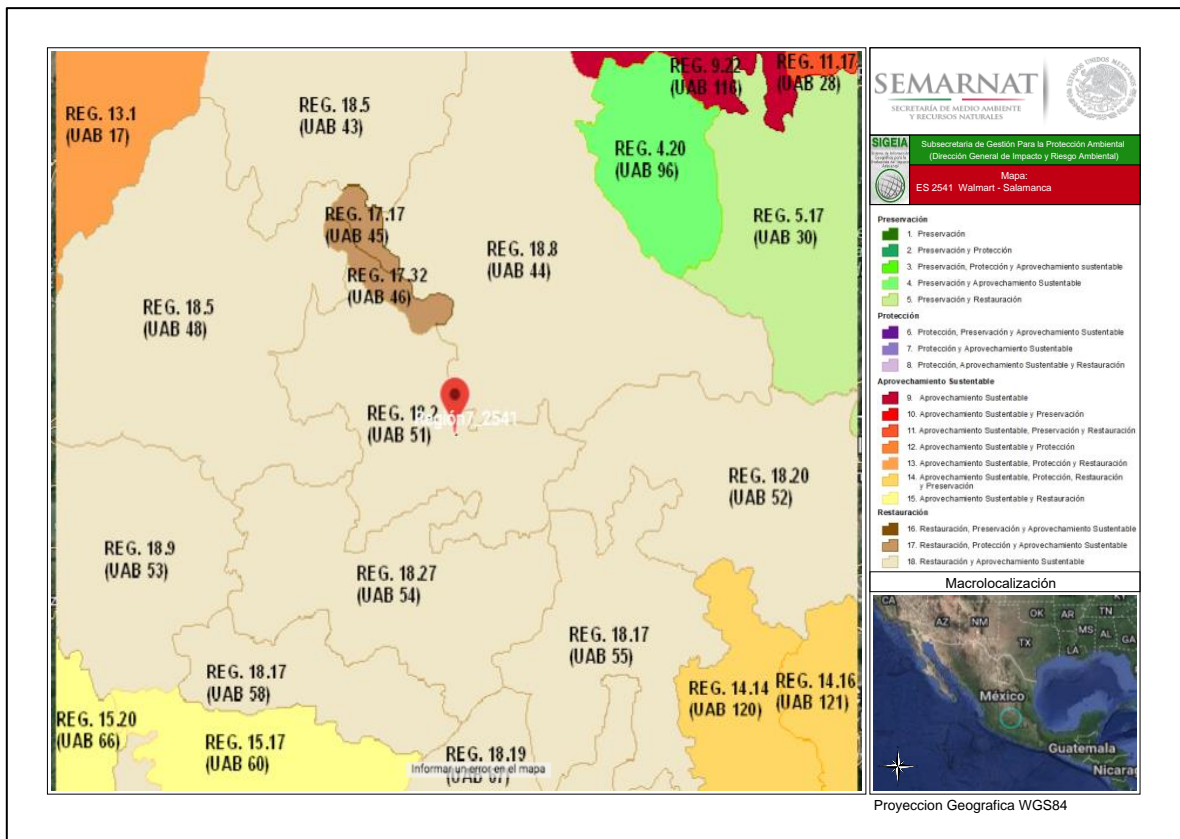 REG. 13.1
(UAB 17)
REG. 18.5
(UAB 43)
REG. 9.22
(UAB 116)
REG. 11.17
(UAB 28)
REG. 4.20
(UAB 96)
REG. 5.17
(UAB 30)
REG. 17.17
(UAB 45)
REG. 17.32
(UAB 46)
REG. 18.8
(UAB 44)
REG. 18.5
(UAB 48)
REG. 18.2
(UAB 51)
Región7_2541
REG. 18.20
(UAB 52)
REG. 18.9
(UAB 53)
REG. 18.27
(UAB 54)
REG. 18.17
(UAB 55)
REG. 18.17
(UAB 58)
REG. 14.14
(UAB 120)
REG. 14.16
(UAB 121)
REG. 15.20
(UAB 66)
REG. 15.17
(UAB 60)
REG. 18.19
Informar un error en el mapa
SEMARNAT
SECRETARÍA DE MEDIO AMBIENTE
Y RECURSOS NATURALES
ESTADOS UNIDOS MEXICANOS
SIGEIA
Subsecretaria de Gestión Para la Protección Ambiental
(Dirección General de Impacto y Riesgo Ambiental)
Mapa:
ES 2541 Walmart - Salamanca
Preservación
1. Preservación
2. Preservación y Protección
3. Preservación, Protección y Aprovechamiento sustentable
4. Preservación y Aprovechamiento Sustentable
5. Preservación y Restauración
Protección
6. Protección, Preservación y Aprovechamiento Sustentable
7. Protección y Aprovechamiento Sustentable
8. Protección, Aprovechamiento Sustentable y Restauración
Aprovechamiento Sustentable
9. Aprovechamiento Sustentable
10. Aprovechamiento Sustentable y Preservación
11. Aprovechamiento Sustentable, Preservación y Restauración
12. Aprovechamiento Sustentable y Protección
13. Aprovechamiento Sustentable, Protección y Restauración
14. Aprovechamiento Sustentable, Protección, Restauración
y Preservación
15. Aprovechamiento Sustentable y Restauración
Restauración
16. Restauración, Preservación y Aprovechamiento Sustentable
17. Restauración, Protección y Aprovechamiento Sustentable
18. Restauración y Aprovechamiento Sustentable
Macrolocalización
CA
AZ
NM
OK
AR
TN
TX
MS
AL
GA
LA
México
Guatemala
Nicara
Proyeccion Geografica WGS84